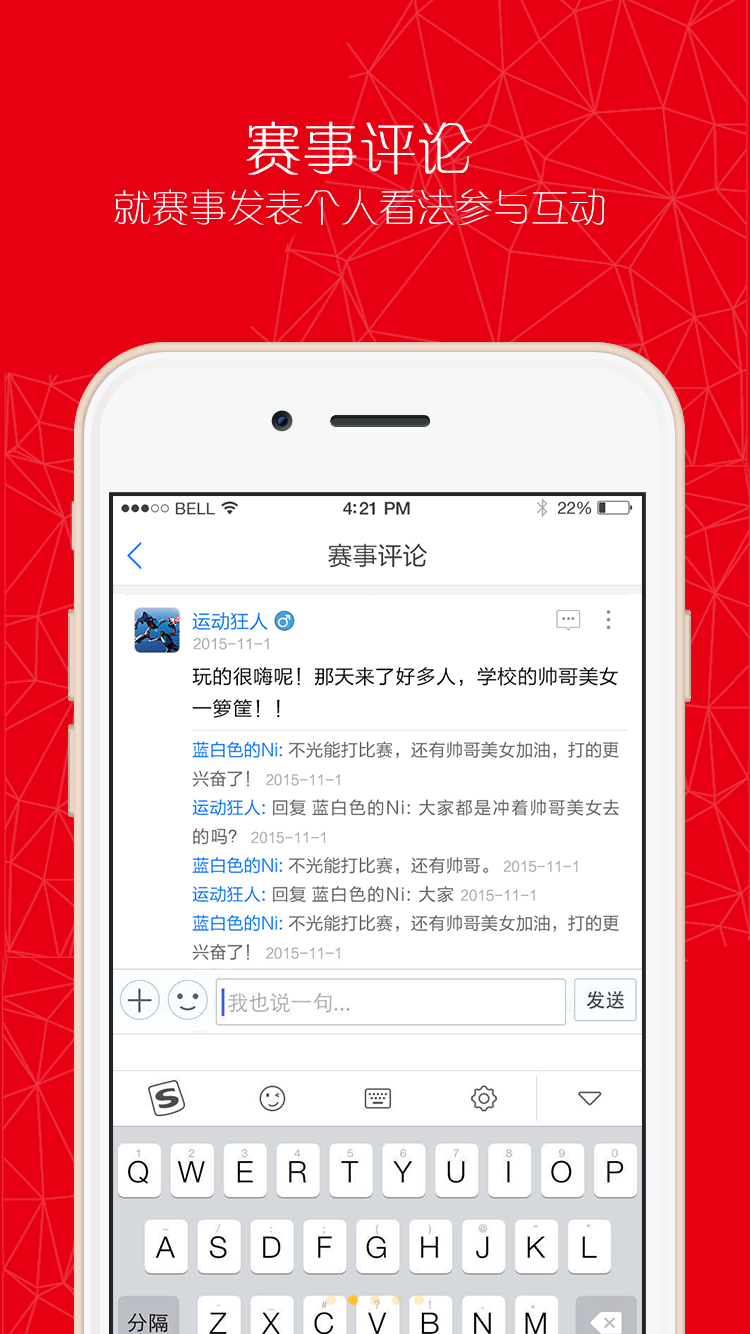 赛事评论
就赛事发表个人看法参与互动
BELL 4:21 PM 22%
赛事评论
运动狂人
2015-11-1
玩的很嗨呢！那天来了好多人，学校的帅哥美女
一箩筐！！
蓝白色的Ni: 不光能打比赛，还有帅哥美女加油，打的更
兴奋了！ 2015-11-1
运动狂人: 回复 蓝白色的Ni: 大家都是冲着帅哥美女去
的吗？ 2015-11-1
蓝白色的Ni: 不光能打比赛，还有帅哥。 2015-11-1
运动狂人: 回复 蓝白色的Ni: 大家 2015-11-1
蓝白色的Ni: 不光能打比赛，还有帅哥美女加油，打的更
兴奋了！ 2015-11-1
我也说一句... 发送
S
1 2 3 4 5 6 7 8 9 0
Q W E R T Y U I O P
A S D F G H J K L
分隔 Z X C V B N M